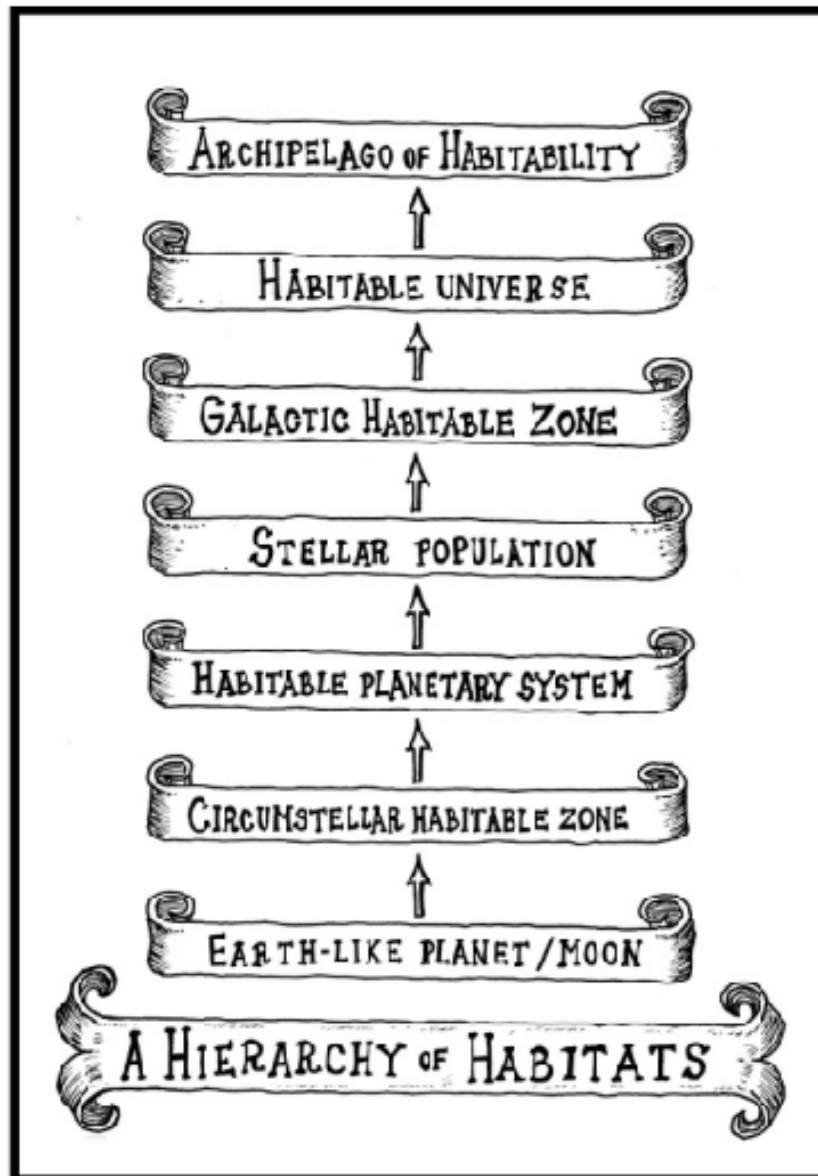 Archipelago of Habitability
Habitable universe
Galactic Habitable Zone
Stellar population
Habitable planetary system
Circumstellar habitable zone
Earth-like planet/moon
A Hierarchy of Habitats